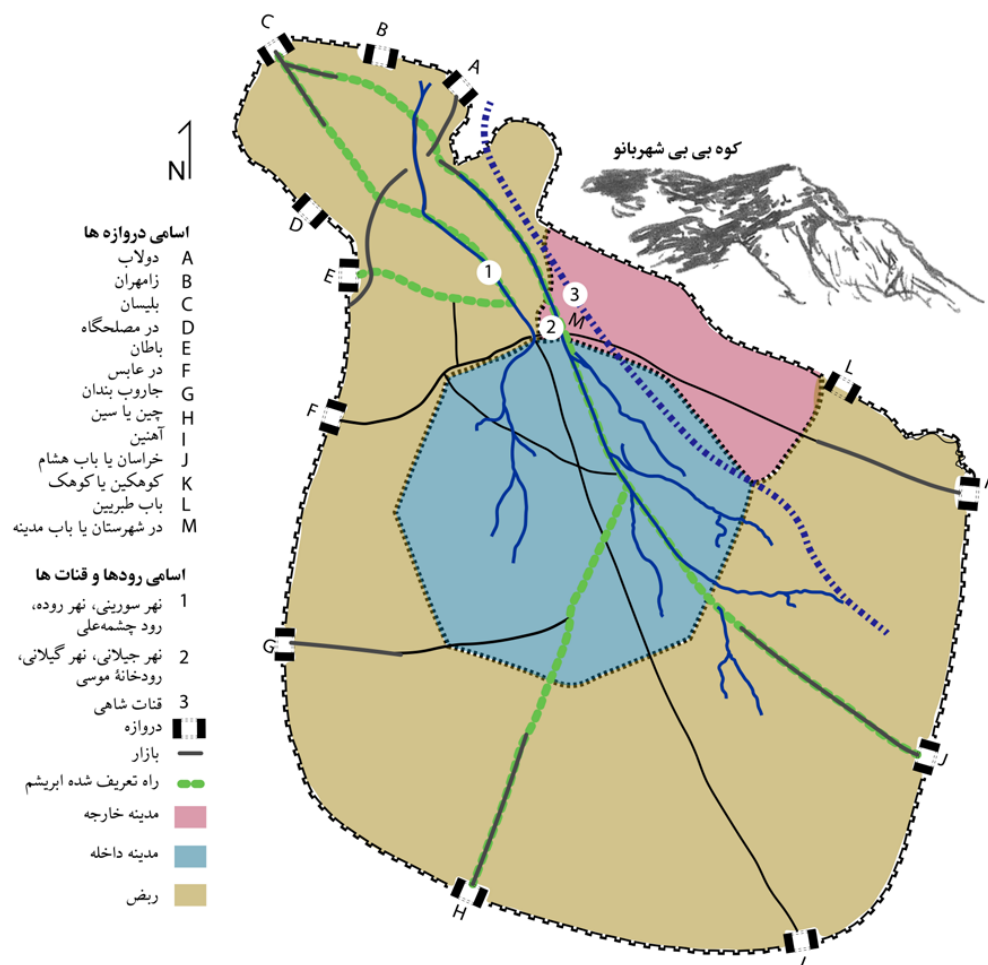 C
B
A
N
کوه بی بی شهربانو
D
E
1
3
2
M
L
F
G
J
H
اسامی دروازه ها
A دولاب
B زامهران
C بلیسان
D در مصلحگاه
E باطان
F در عابس
G جاروب بندان
H چین یا سین
I آهنین
J خراسان یا باب هشام
K کوهکین یا کوهک
L باب طبریین
M در شهرستان یا باب مدینه
اسامی رودها و قنات ها
1 نهر سورینی، نهر روده،
رود چشمه‌علی
2 نهر جیلانی، نهر گیلانی،
رودخانهٔ موسی
3 قنات شاهی
دروازه
بازار
راه تعریف شده ابریشم
مدینه خارجه
مدینه داخله
ربض